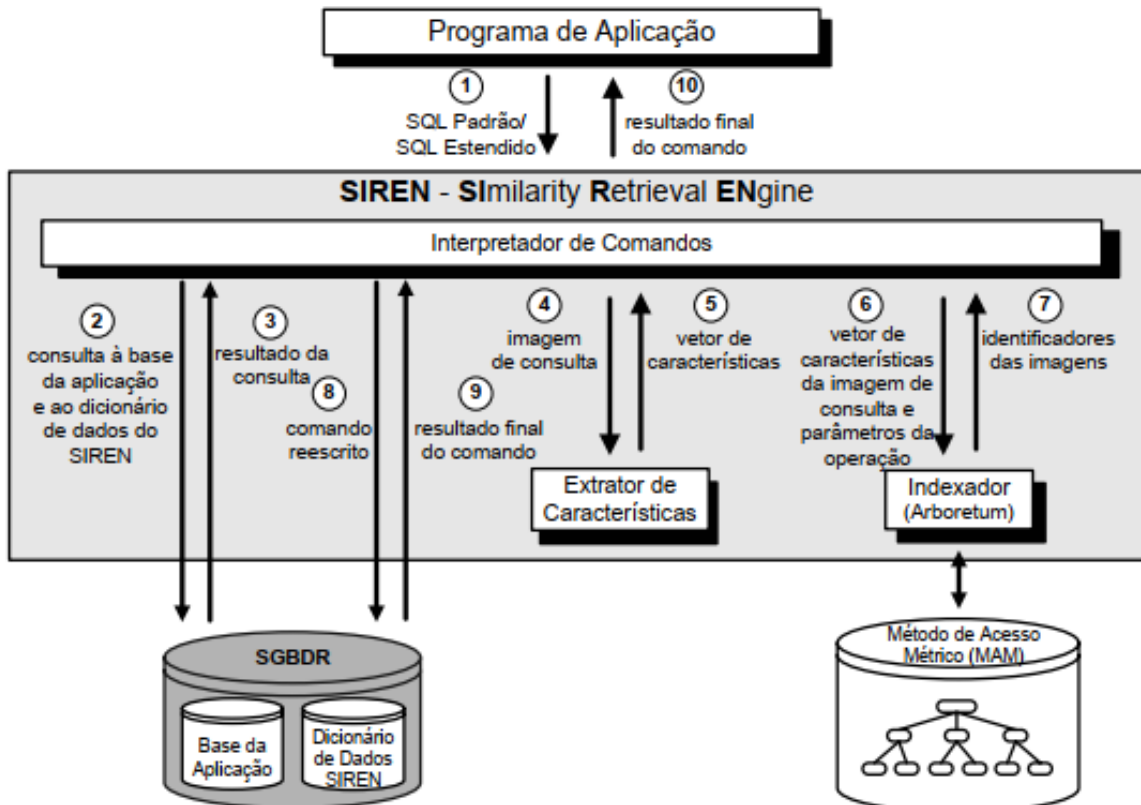 Programa de Aplicação
1
SQL Padrão/
SQL Estendido
10
resultado final
do comando
SIREN - SImilarity Retrieval ENgine
Interpretador de Comandos
2
consulta à base
da aplicação
e ao dicionário
de dados do
SIREN
3
resultado da
consulta
8
comando
reescrito
9
resultado final
do comando
4
imagem
de consulta
5
vetor de
características
6
vetor de
características
da imagem de
consulta e
parâmetros da
operação
7
identificadores
das imagens
Extrator de
Características
Indexador
(Arboretum)
SGBDR
Base da
Aplicação
Dicionário
de Dados
SIREN
Método de Acesso
Métrico (MAM)